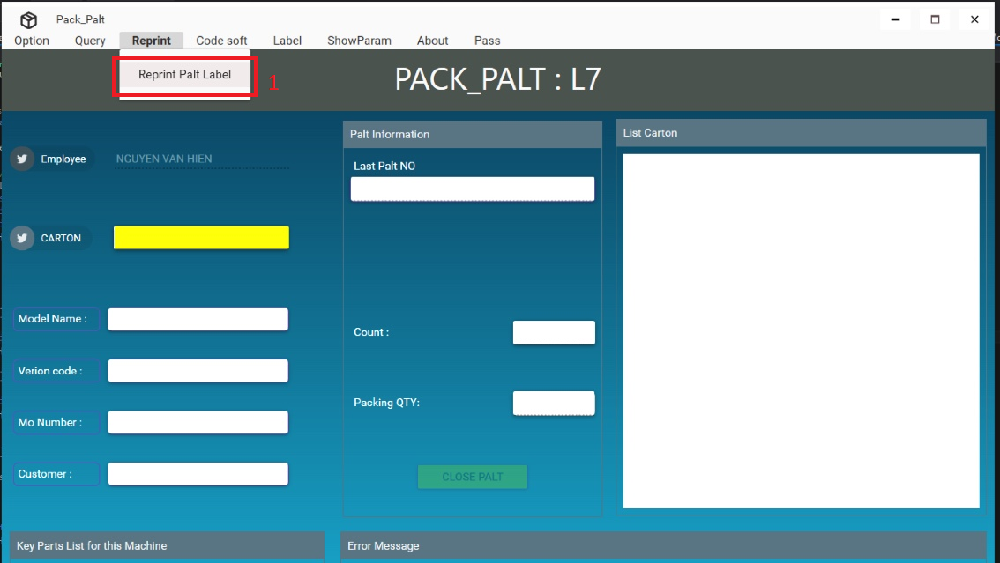 Pack_Palt
Option Query Reprint Code soft Label ShowParam About Pass
Reprint Palt Label
1
PACK_PALT : L7
Employee NGUYEN VAN HIEN
CARTON
Model Name :
Verion code :
Mo Number :
Customer :
Palt Information
Last Palt NO
Count :
Packing QTY:
CLOSE PALT
List Carton
Key Parts List for this Machine
Error Message